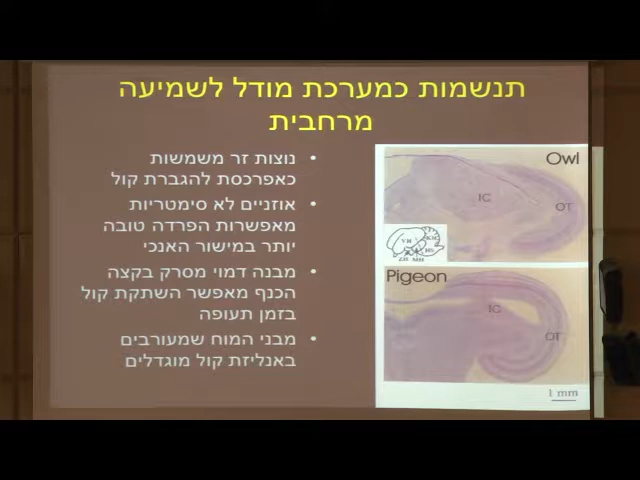 תנשמות כמערכת מודל לשמיעה
מרחבית
• נוצות זר משמשות
כאפרכסת להגברת קול
• אוזניים לא סימטריות
מאפשרות הפרדה טובה
יותר במישור האנכי
• מבנה דמוי מסרק בקצה
הכנף מאפשר השתקת קול
בזמן תעופה
• מבני המוח שמעורבים
באנליזת קול מוגדלים
Owl
IC
OT
VH
Pigeon
IC
OT
1 mm